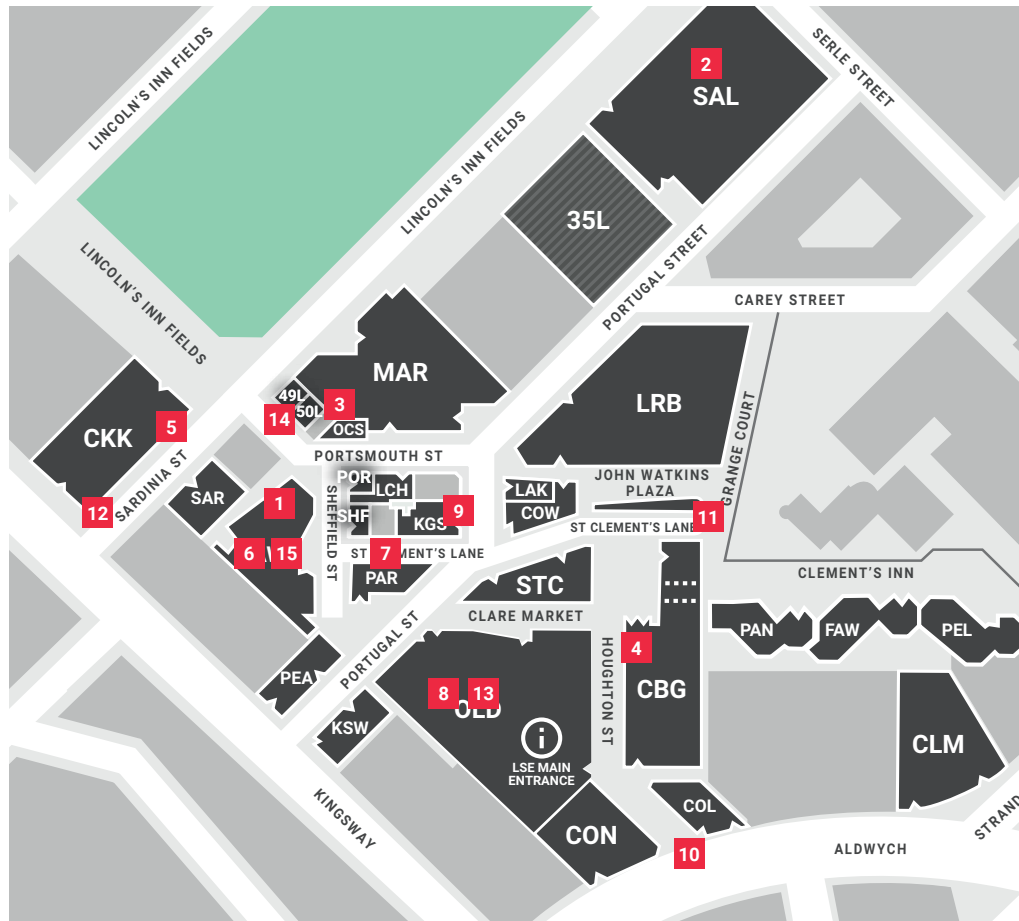 LINCOLN'S INN FIELDS
SERLE STREET
2
SAL
LINCOLN'S INN FIELDS
35L
LINCOLN'S INN FIELDS
PORTUGAL STREET
CAREY STREET
MAR
49L
50L
3
14
OCS
LRB
5
CKK
PORTSMOUTH ST
JOHN WATKINS
PLAZA
GRANGE COURT
SARDINIA ST
12
SAR
1
POR
LCH
SHEFFIELD ST
SHF
KGS
9
LAK
COW
11
ST CLEMENT'S LANE
6
15
7
PAR
STC
CLEMENT'S INN
CLARE MARKET
PAN
FAW
PEL
PORTUGAL ST
HOUGHTON ST
4
CBG
PEA
KSW
8
13
OLD
LSE MAIN
ENTRANCE
CLM
KINGSWAY
CON
COL
10
ALDWYCH
STRAND